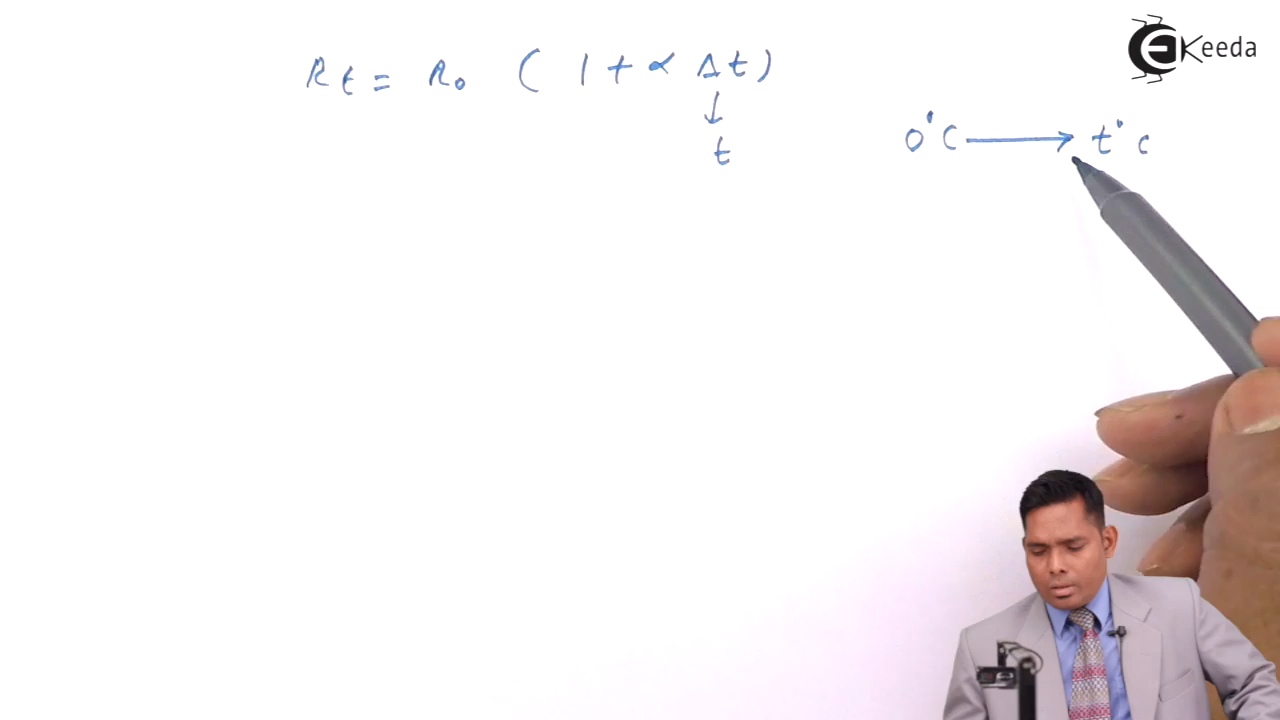 Rt = R₀ ( 1 + α Δt )
↓
t
0°C ⟶ t°c
EKeeda